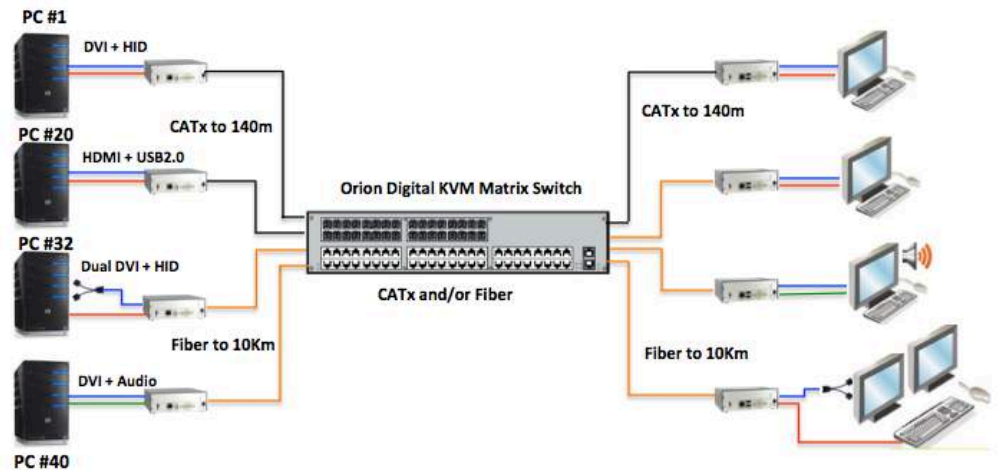 PC #1
DVI + HID
CATx to 140m
PC #20
HDMI + USB2.0
PC #32
Dual DVI + HID
Fiber to 10Km
DVI + Audio
PC #40
Orion Digital KVM Matrix Switch
CATx and/or Fiber
CATx to 140m
Fiber to 10Km